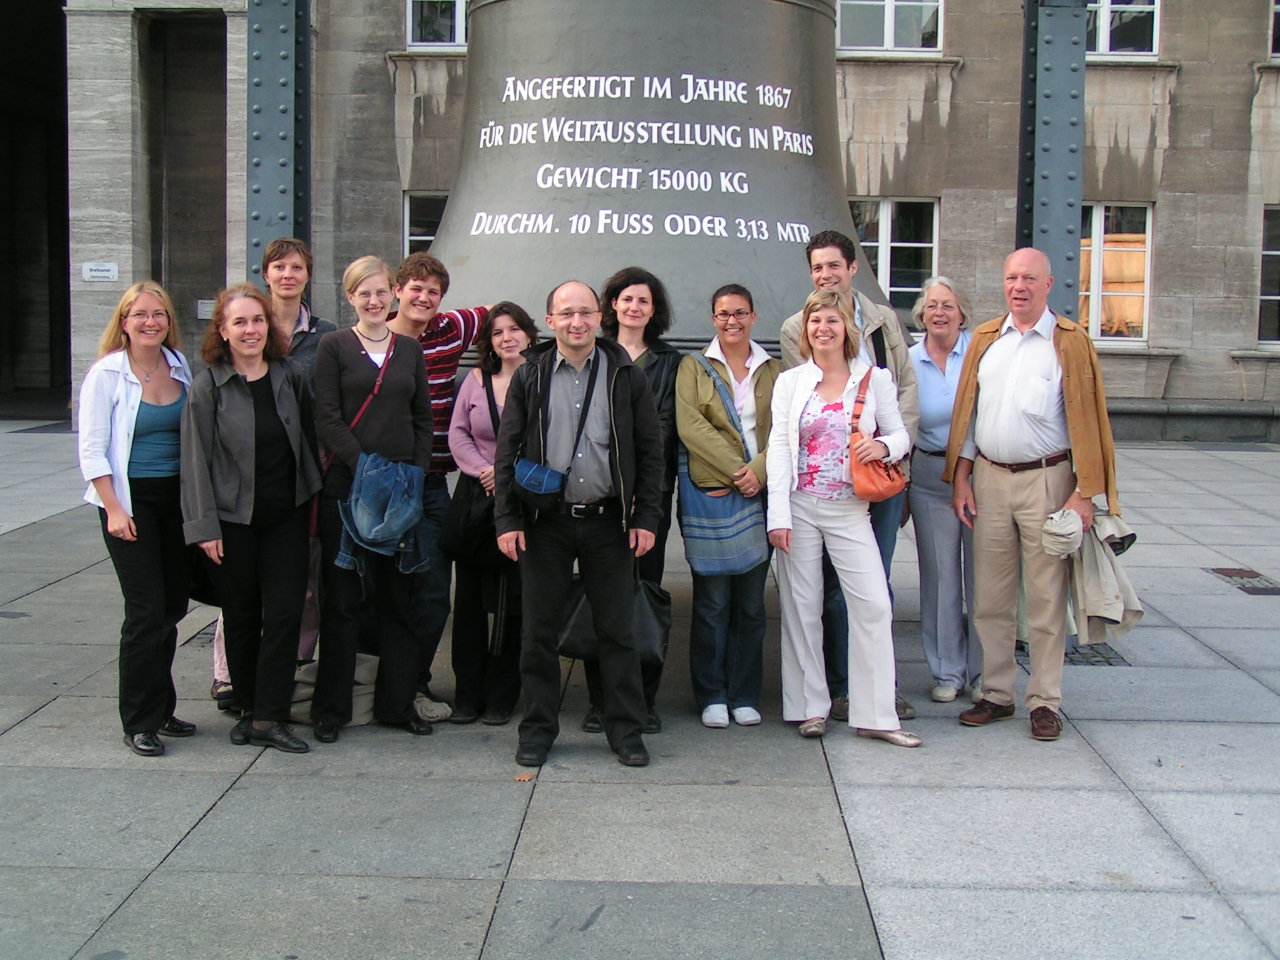 ANGEFERTIGT IM JAHRE 1867
FÜR DIE WELTAUSSTELLUNG IN PARIS
GEWICHT 15000 KG
DURCHM. 10 FUSS ODER 3,13 MTR.
Briefkasten